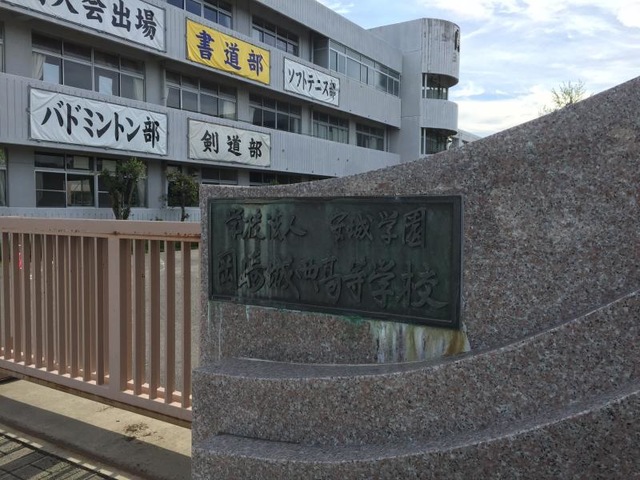 大会出場
書道部
ソフトテニス部
バドミントン部
剣道部
学校法人 安城学園
岡崎城西高等学校